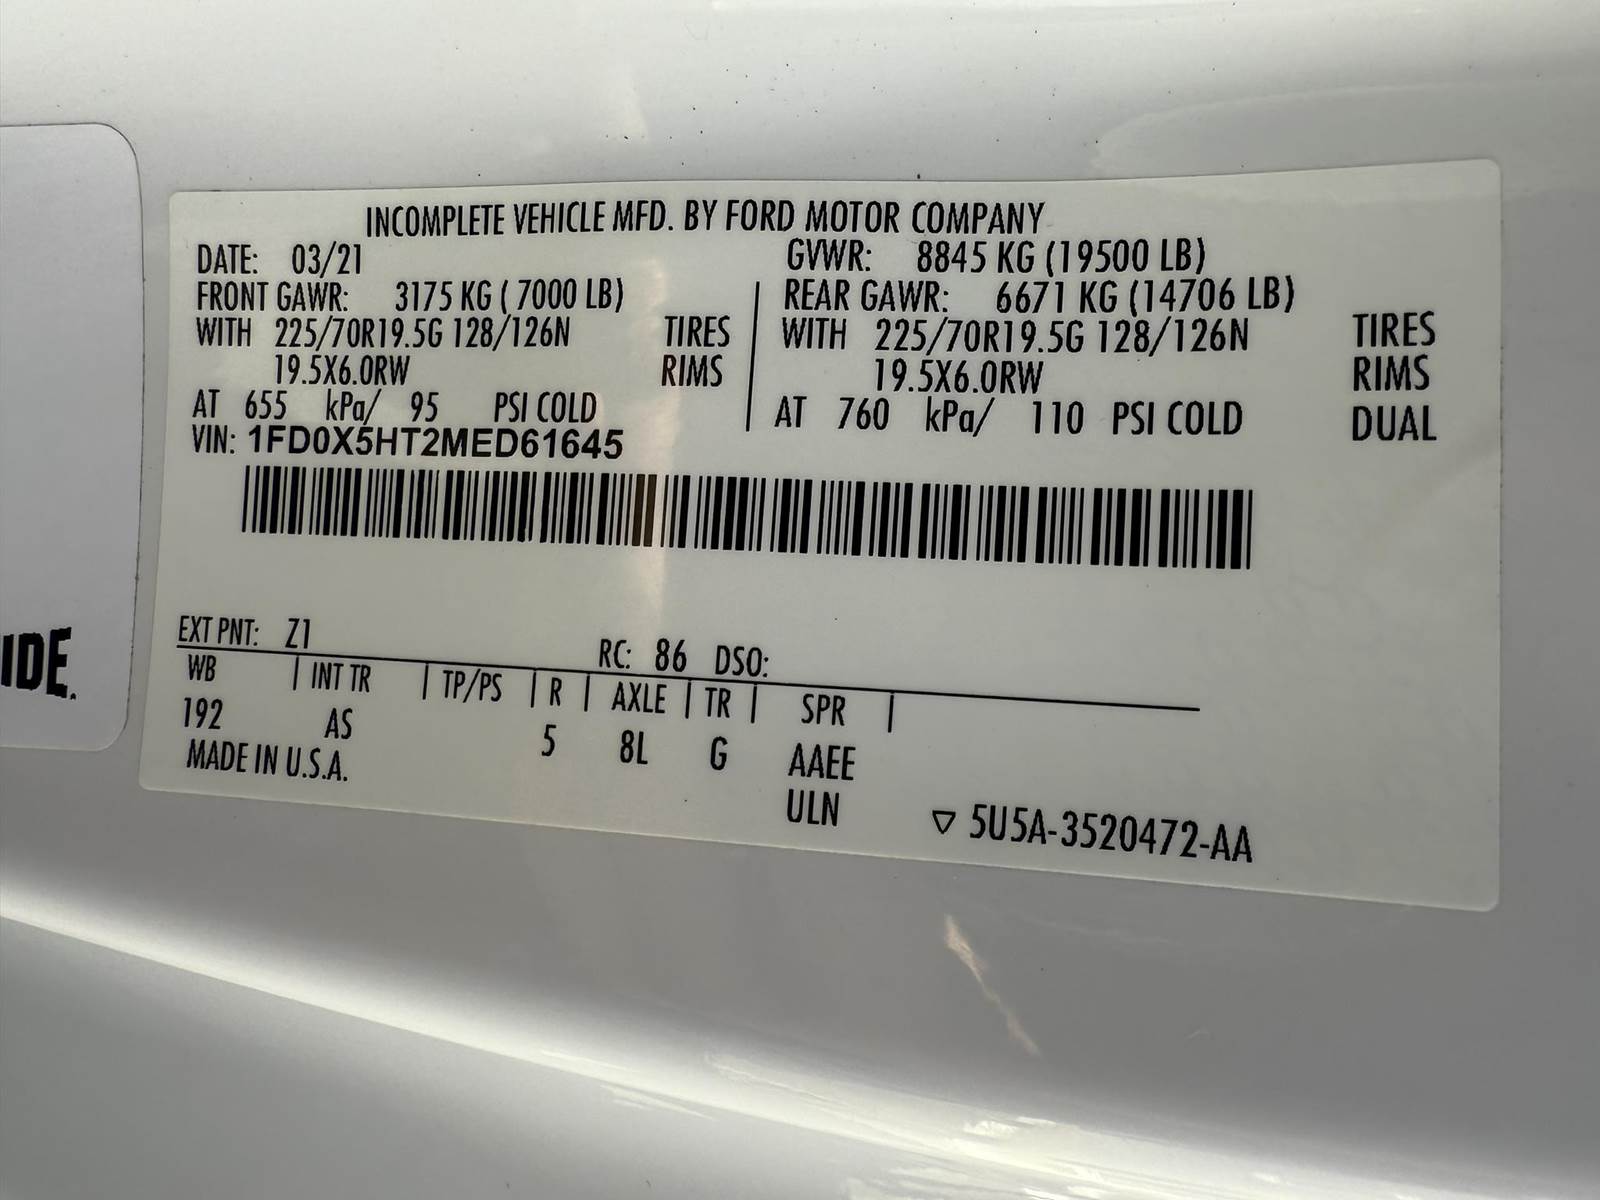 INCOMPLETE VEHICLE MFD. BY FORD MOTOR COMPANY
DATE: 03/21 GVWR: 8845 KG (19500 LB)
FRONT GAWR: 3175 KG ( 7000 LB) REAR GAWR: 6671 KG (14706 LB)
WITH 225/70R19.5G 128/126N TIRES WITH 225/70R19.5G 128/126N TIRES
19.5X6.0RW RIMS 19.5X6.0RW RIMS
AT 655 kPa/ 95 PSI COLD AT 760 kPa/ 110 PSI COLD DUAL
VIN: 1FD0X5HT2MED61645
EXT PNT: Z1 RC: 86 DSO:
WB | INT TR | TP/PS | R | AXLE | TR | SPR |
192 AS 5 8L G AAEE
MADE IN U.S.A. ULN ▽ 5U5A-3520472-AA
IDE.